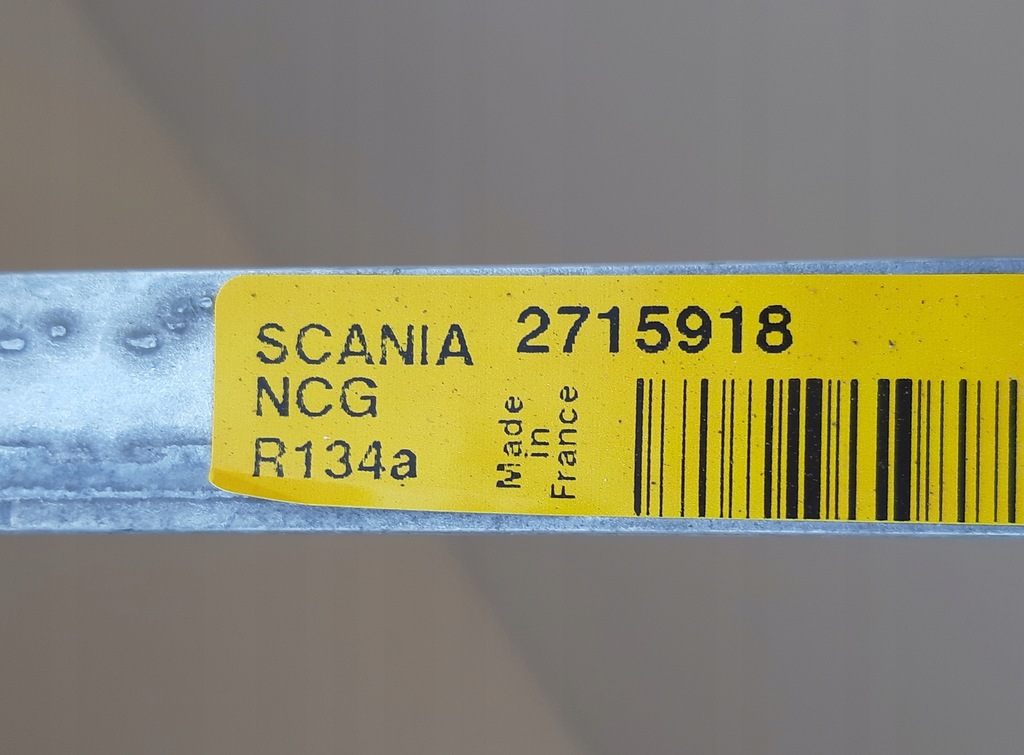 SCANIA 2715918
NCG
R134a
Made
in
France